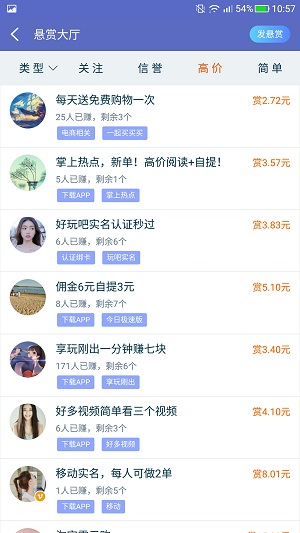 54% 10:57
悬赏大厅
发悬赏
类型 关注 信誉 高价 简单
每天送免费购物一次 赏2.72元
25人已赚，剩余3个
电商相关 一起买买买
掌上热点，新单！高价阅读+自提！ 赏3.57元
5人已赚，剩余1个
下载APP 掌上热点
好玩吧实名认证秒过 赏3.83元
6人已赚，剩余6个
认证绑卡 玩吧实名
佣金6元自提3元 赏5.10元
8人已赚，剩余7个
下载APP 今日极速版
享玩刚出一分钟赚七块 赏3.40元
171人已赚，剩余6个
下载APP 享玩刚出
好多视频简单看三个视频 赏4.10元
6人已赚，剩余3个
下载APP 好多视频
移动实名，每人可做2单 赏8.01元
56人已赚，剩余5个
下载APP 移动